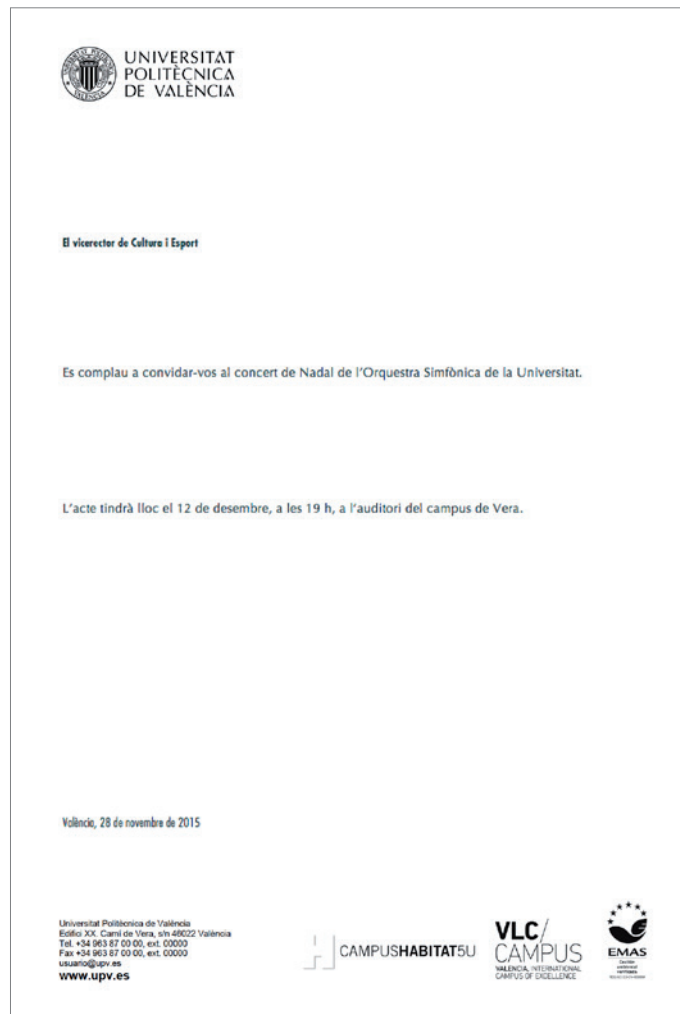 UNIVERSITAT
POLITÈCNICA
DE VALÈNCIA
El vicerector de Cultura i Esport
Es complau a convidar-vos al concert de Nadal de l'Orquestra Simfònica de la Universitat.
L'acte tindrà lloc el 12 de desembre, a les 19 h, a l'auditori del campus de Vera.
València, 28 de novembre de 2015
Universitat Politècnica de València
Edifici XX. Camí de Vera, s/n 46022 València
Tel. +34 963 87 00 00, ext. 00000
Fax +34 963 87 00 00, ext. 00000
usuario@upv.es
www.upv.es
CAMPUSHABITAT5U
VLC/
CAMPUS
VALENCIA, INTERNATIONAL
CAMPUS OF EXCELLENCE
EMAS